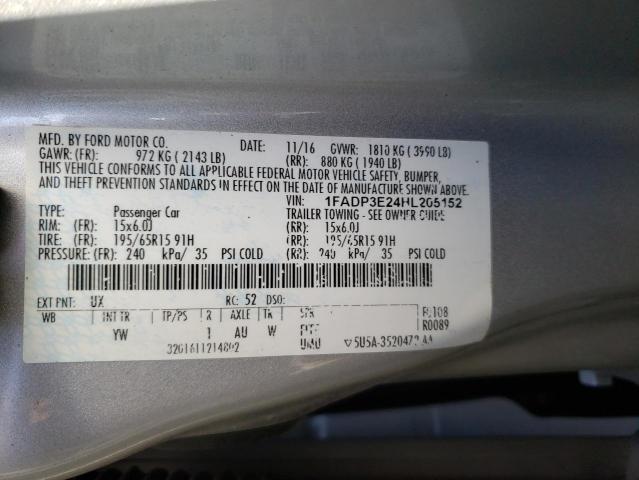 MFD. BY FORD MOTOR CO. DATE: 11/16 GVWR: 1810 KG ( 3990 LB)
GAWR: (FR): 972 KG ( 2143 LB) (RR): 880 KG ( 1940 LB)
THIS VEHICLE CONFORMS TO ALL APPLICABLE FEDERAL MOTOR VEHICLE SAFETY, BUMPER,
AND THEFT PREVENTION STANDARDS IN EFFECT ON THE DATE OF MANUFACTURE SHOWN ABOVE.
VIN: 1FADP3E24HL205152
TYPE: Passenger Car TRAILER TOWING - SEE OWNER GUIDE
RIM: (FR): 15x6.0J (RR): 15x6.0J
TIRE: (FR): 195/65R15 91H (RR): 195/65R15 91H
PRESSURE: (FR): 240 kPa/ 35 PSI COLD (RR): 240 kPa/ 35 PSI COLD
EXT PNT: UX RC: 52 DSO:
WB INT TR TP/PS R AXLE TR SPR
YW 1 AU W R0089
▽5U5A-3520472-AA